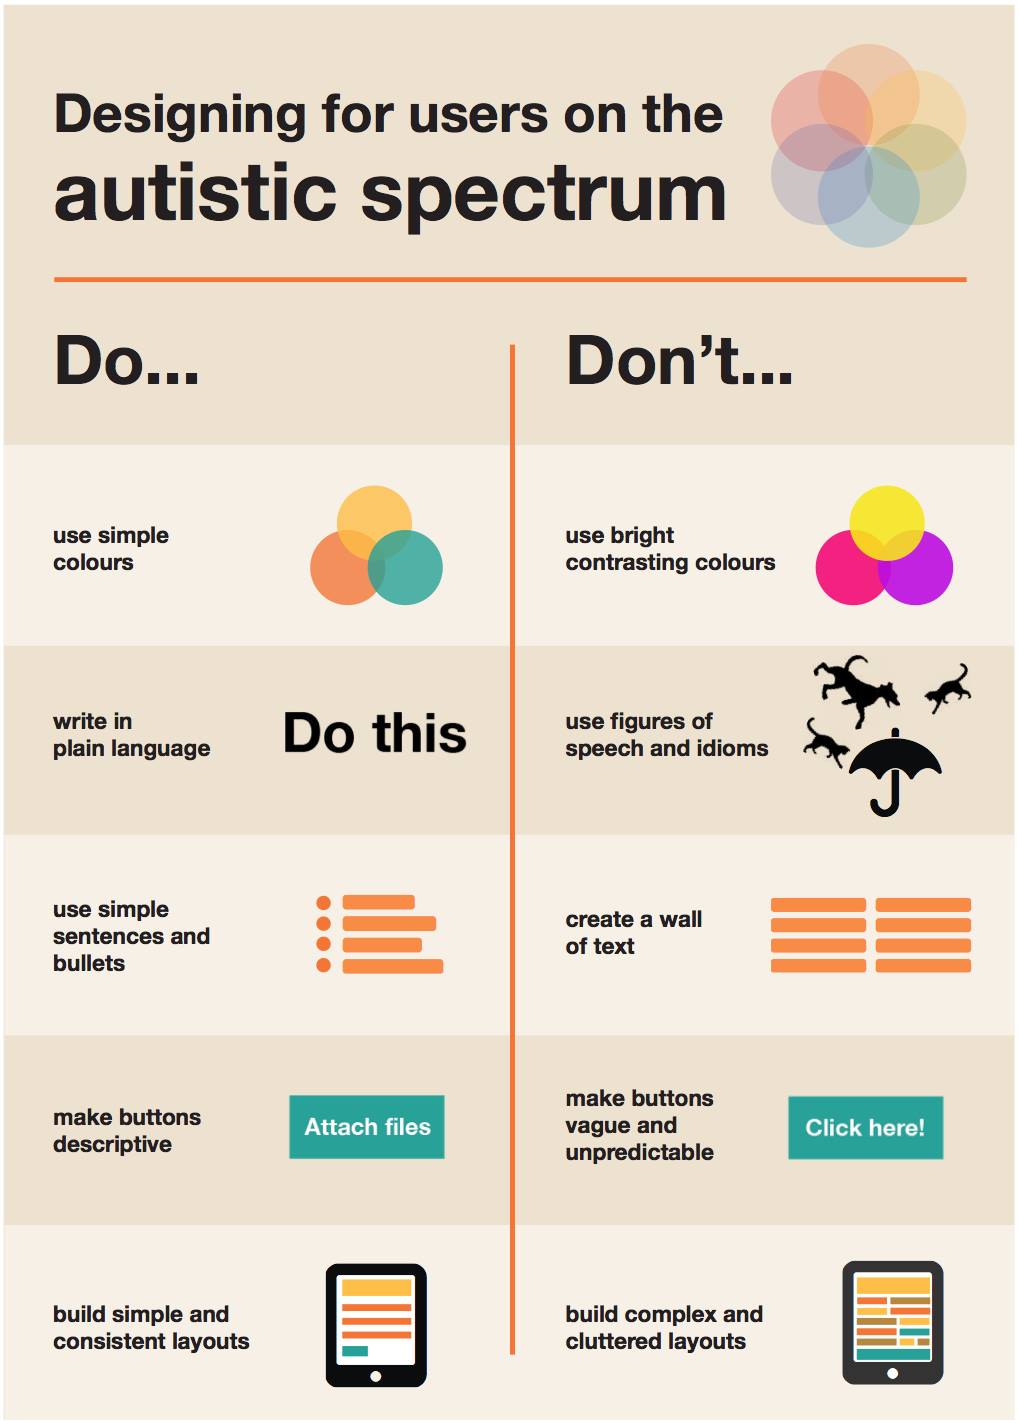 Designing for users on the
autistic spectrum
Do...
Don’t...
use simple
colours
use bright
contrasting colours
write in
plain language
Do this
use figures of
speech and idioms
use simple
sentences and
bullets
create a wall
of text
make buttons
descriptive
Attach files
make buttons
vague and
unpredictable
Click here!
build simple and
consistent layouts
build complex and
cluttered layouts